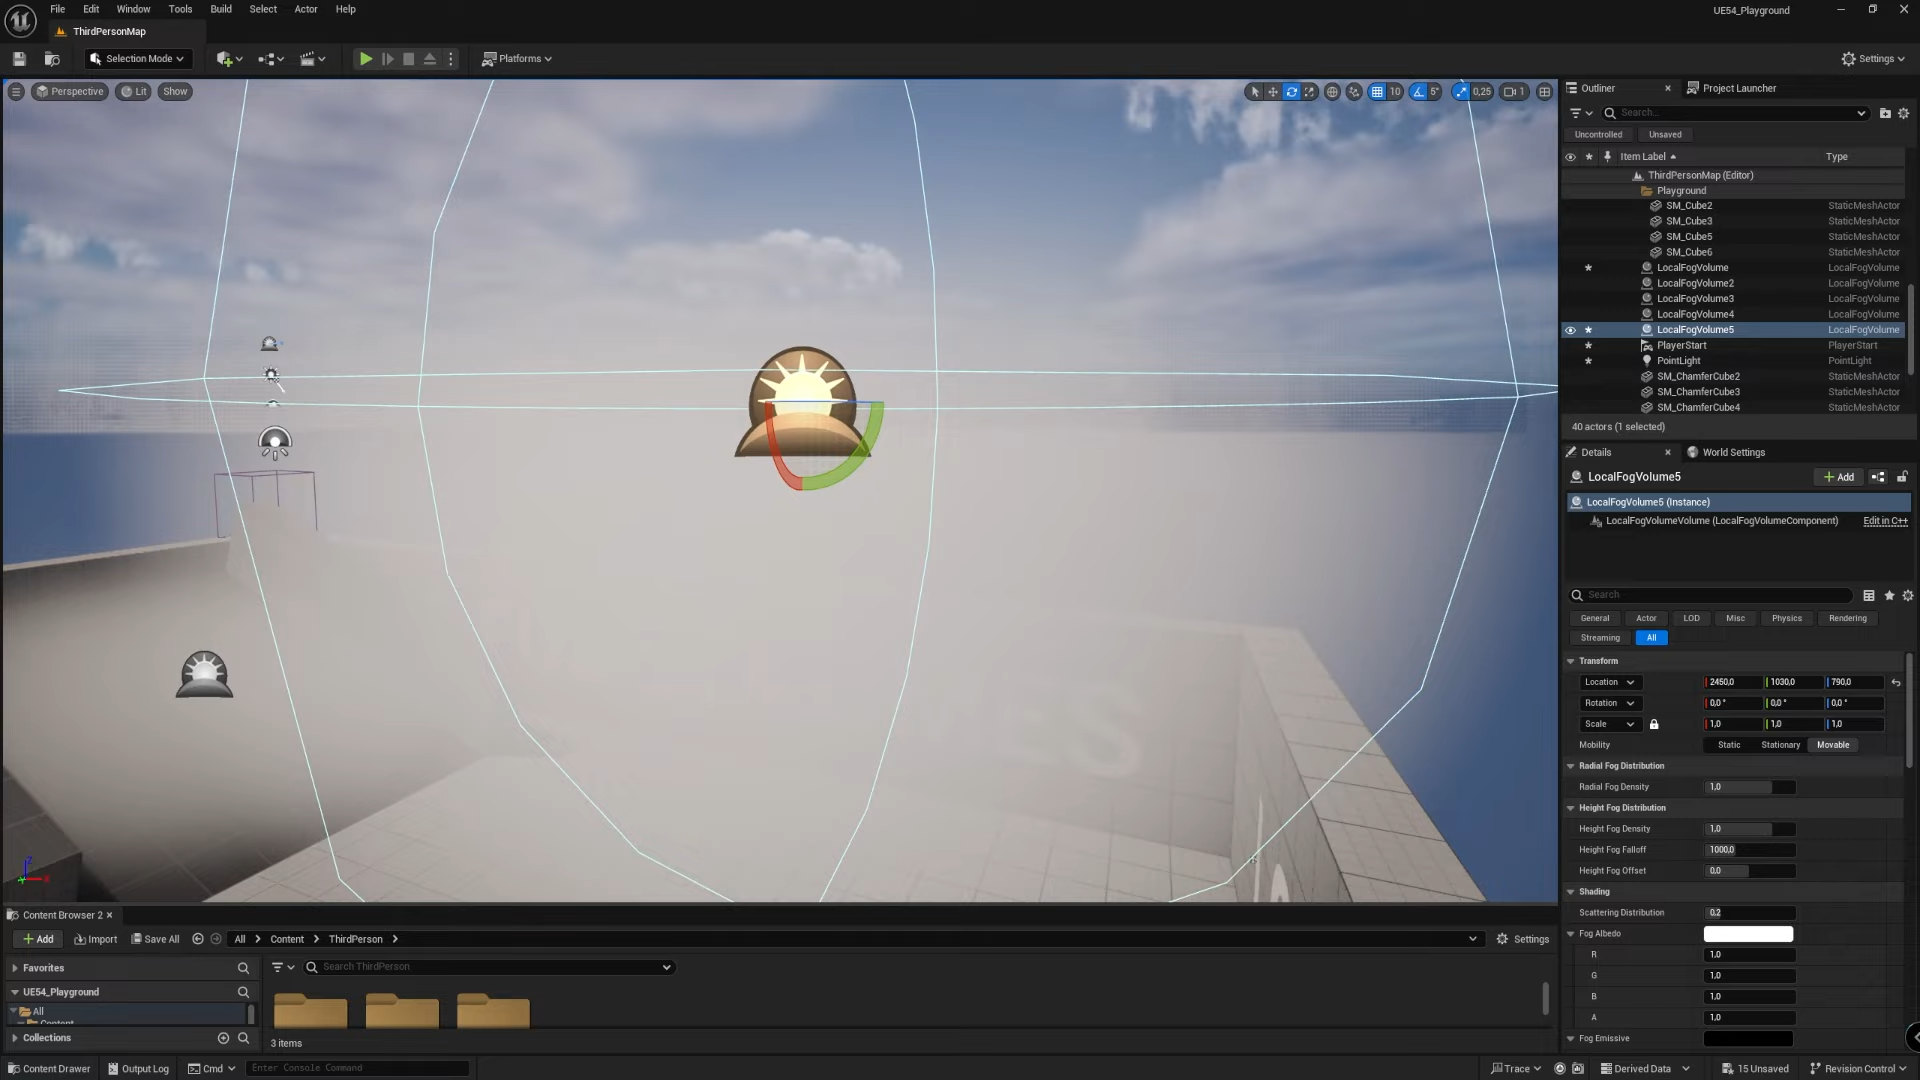 File Edit Window Tools Build Select Actor Help
UE54_Playground
ThirdPersonMap
Selection Mode
Platforms
Settings
Perspective
Lit
Show
10
5°
0,25
1
Outliner
Project Launcher
Search...
Uncontrolled
Unsaved
Item Label
Type
ThirdPersonMap (Editor)
Playground
SM_Cube2 StaticMeshActor
SM_Cube3 StaticMeshActor
SM_Cube5 StaticMeshActor
SM_Cube6 StaticMeshActor
LocalFogVolume LocalFogVolume
LocalFogVolume2 LocalFogVolume
LocalFogVolume3 LocalFogVolume
LocalFogVolume4 LocalFogVolume
LocalFogVolume5 LocalFogVolume
PlayerStart PlayerStart
PointLight PointLight
SM_ChamferCube2 StaticMeshActor
SM_ChamferCube3 StaticMeshActor
SM_ChamferCube4 StaticMeshActor
40 actors (1 selected)
Details
World Settings
LocalFogVolume5
Add
LocalFogVolume5 (Instance)
LocalFogVolumeVolume (LocalFogVolumeComponent) Edit in C++
Search
General Actor LOD Misc Physics Rendering
Streaming All
Transform
Location 2450,0 1030,0 790,0
Rotation 0,0 ° 0,0 ° 0,0 °
Scale 1,0 1,0 1,0
Mobility Static Stationary Movable
Radial Fog Distribution
Radial Fog Density 1,0
Height Fog Distribution
Height Fog Density 1,0
Height Fog Falloff 1000,0
Height Fog Offset 0,0
Shading
Scattering Distribution 0,2
Fog Albedo
R 1,0
G 1,0
B 1,0
A 1,0
Fog Emissive
Z
X
Content Browser 2
Add
Import
Save All
All
Content
ThirdPerson
Settings
Favorites
Search ThirdPerson
UE54_Playground
All
Content
Collections
3 items
Content Drawer
Output Log
Cmd
Enter Console Command
Trace
Derived Data
15 Unsaved
Revision Control